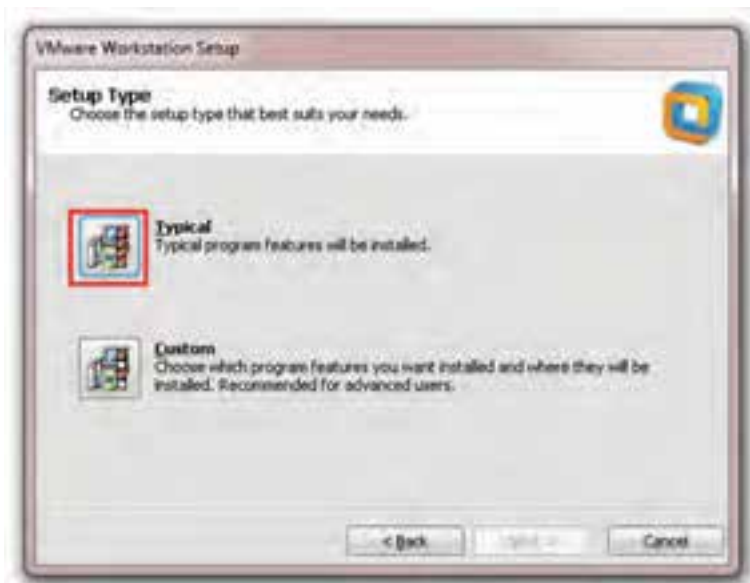 VMware Workstation Setup
Setup Type
Choose the setup type that best suits your needs.
Typical
Typical program features will be installed.
Custom
Choose which program features you want installed and where they will be
installed. Recommended for advanced users.
< Back
Next >
Cancel